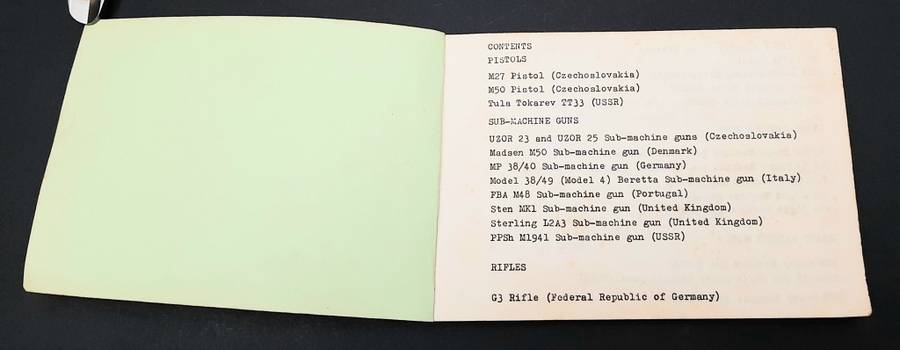 CONTENTS
PISTOLS
M27 Pistol (Czechoslovakia)
M50 Pistol (Czechoslovakia)
Tula Tokarev TT33 (USSR)
SUB-MACHINE GUNS
UZOR 23 and UZOR 25 Sub-machine guns (Czechoslovakia)
Madsen M50 Sub-machine gun (Denmark)
MP 38/40 Sub-machine gun (Germany)
Model 38/49 (Model 4) Beretta Sub-machine gun (Italy)
FBA M48 Sub-machine gun (Portugal)
Sten MK1 Sub-machine gun (United Kingdom)
Sterling L2A3 Sub-machine gun (United Kingdom)
PPSh M1941 Sub-machine gun (USSR)
RIFLES
G3 Rifle (Federal Republic of Germany)